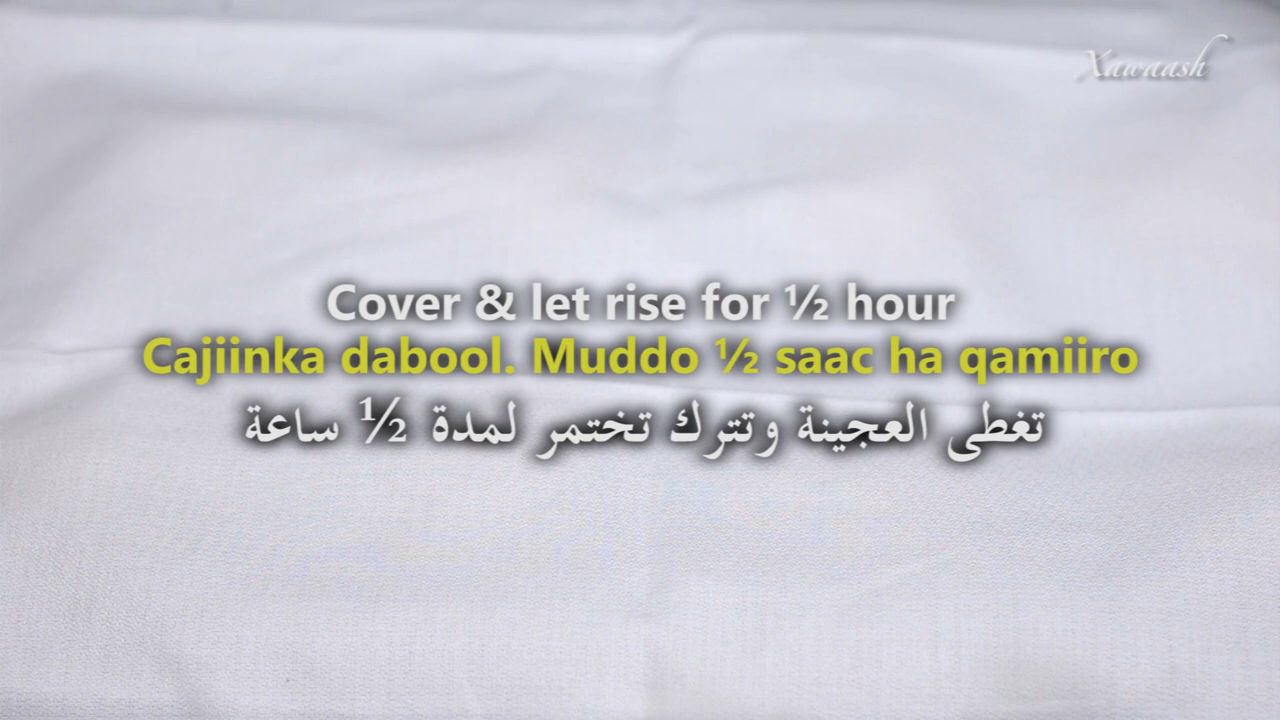 Xawaash
Cover & let rise for ½ hour
Cajiinka dabool. Muddo ½ saac ha qamiiro
تغطى العجينة وتترك تختمر لمدة ½ ساعة